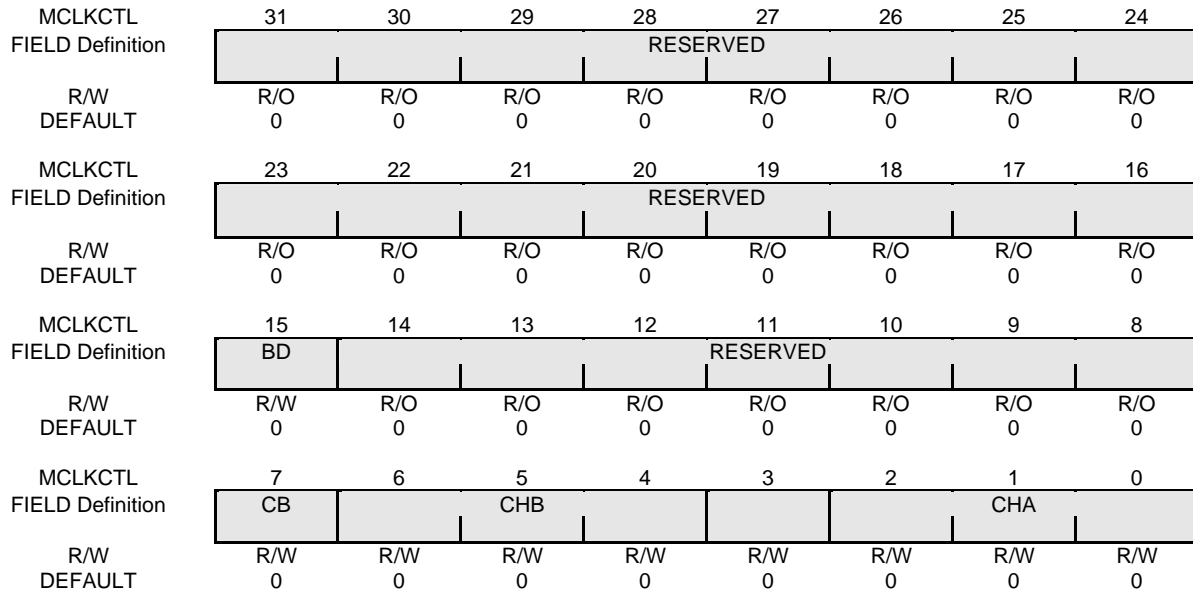 MCLKCTL 31 30 29 28 27 26 25 24
FIELD Definition RESERVED
R/W R/O R/O R/O R/O R/O R/O R/O R/O
DEFAULT 0 0 0 0 0 0 0 0
MCLKCTL 23 22 21 20 19 18 17 16
FIELD Definition RESERVED
R/W R/O R/O R/O R/O R/O R/O R/O R/O
DEFAULT 0 0 0 0 0 0 0 0
MCLKCTL 15 14 13 12 11 10 9 8
FIELD Definition BD RESERVED
R/W R/W R/O R/O R/O R/O R/O R/O R/O
DEFAULT 0 0 0 0 0 0 0 0
MCLKCTL 7 6 5 4 3 2 1 0
FIELD Definition CB CHB CHA
R/W R/W R/W R/W R/W R/W R/W R/W R/W
DEFAULT 0 0 0 0 0 0 0 0